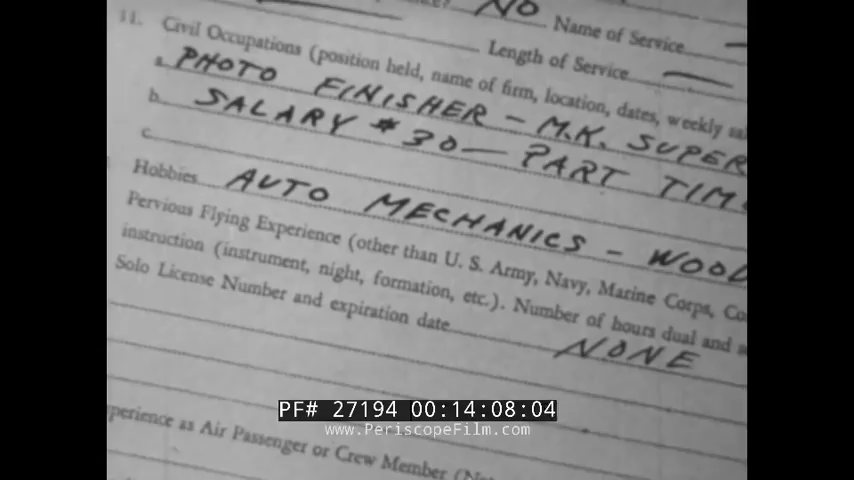 NO Name of Service
Length of Service
11. Civil Occupations (position held, name of firm, location, dates, weekly sa
a. PHOTO FINISHER - M.K. SUPER
b. SALARY $ 30 — PART TIM
c.
Hobbies AUTO MECHANICS - WOOD
Pervious Flying Experience (other than U. S. Army, Navy, Marine Corps, Co
instruction (instrument, night, formation, etc.). Number of hours dual and
Solo License Number and expiration date NONE
perience as Air Passenger or Crew Member
PF# 27194 00:14:08:04
www.PeriscopeFilm.com